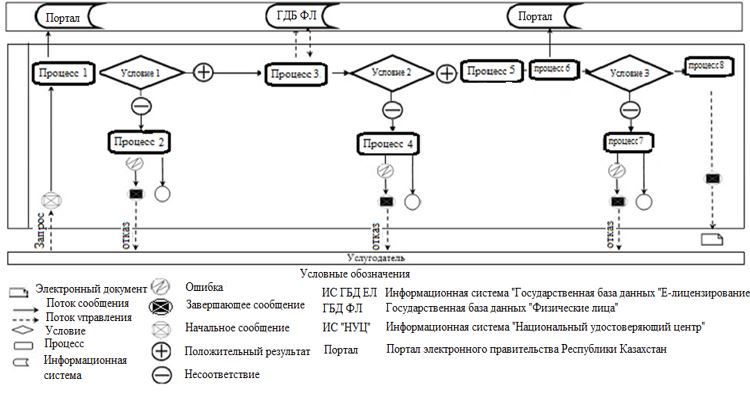 Портал
ГДБ ФЛ
Портал
Процесс 1
Условие 1
Процесс 3
Условие 2
Процесс 5
процесс 6
Условие 3
процесс 8
Процесс 2
Процесс 4
процесс7
Запрос
отказ
отказ
отказ
Услугодатель
Условные обозначения
Электронный документ
Поток сообщения
Поток управления
Условие
Процесс
Информационная
система
Ошибка
Завершающее сообщение
Начальное сообщение
Положительный результат
Несоответствие
ИС ГБД ЕЛ Информационная система "Государственная база данных "Е-лицензирование
ГБД ФЛ Государственная база данных "Физические лица"
ИС "НУЦ" Информационная система "Национальный удостоверяющий центр"
Портал Портал электронного правительства Республики Казахстан